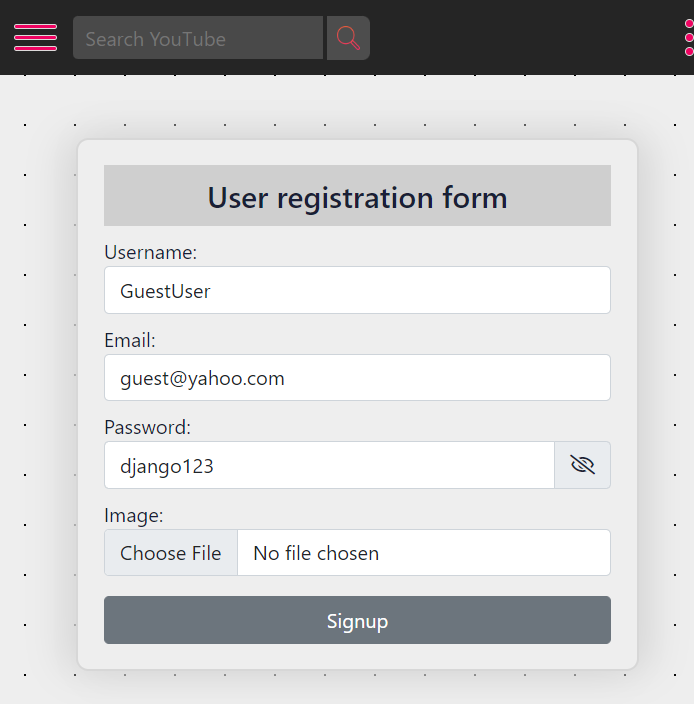 Search YouTube
User registration form
Username:
GuestUser
Email:
guest@yahoo.com
Password:
django123
Image:
Choose File No file chosen
Signup